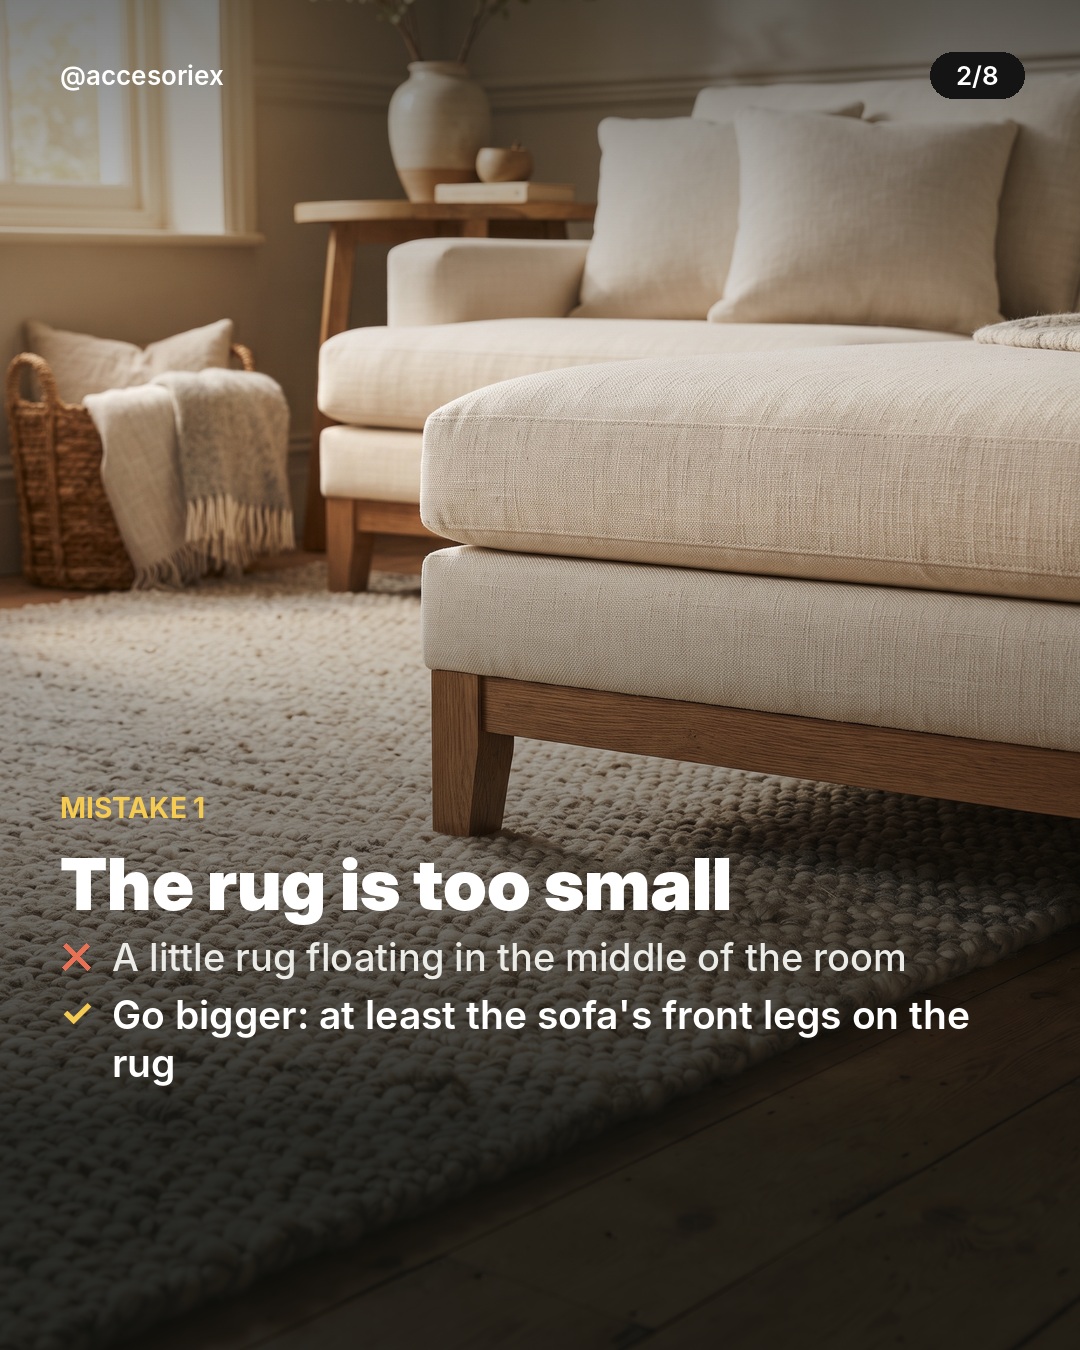 @accesoriex
2/8
MISTAKE 1
The rug is too small
A little rug floating in the middle of the room
Go bigger: at least the sofa's front legs on the
rug